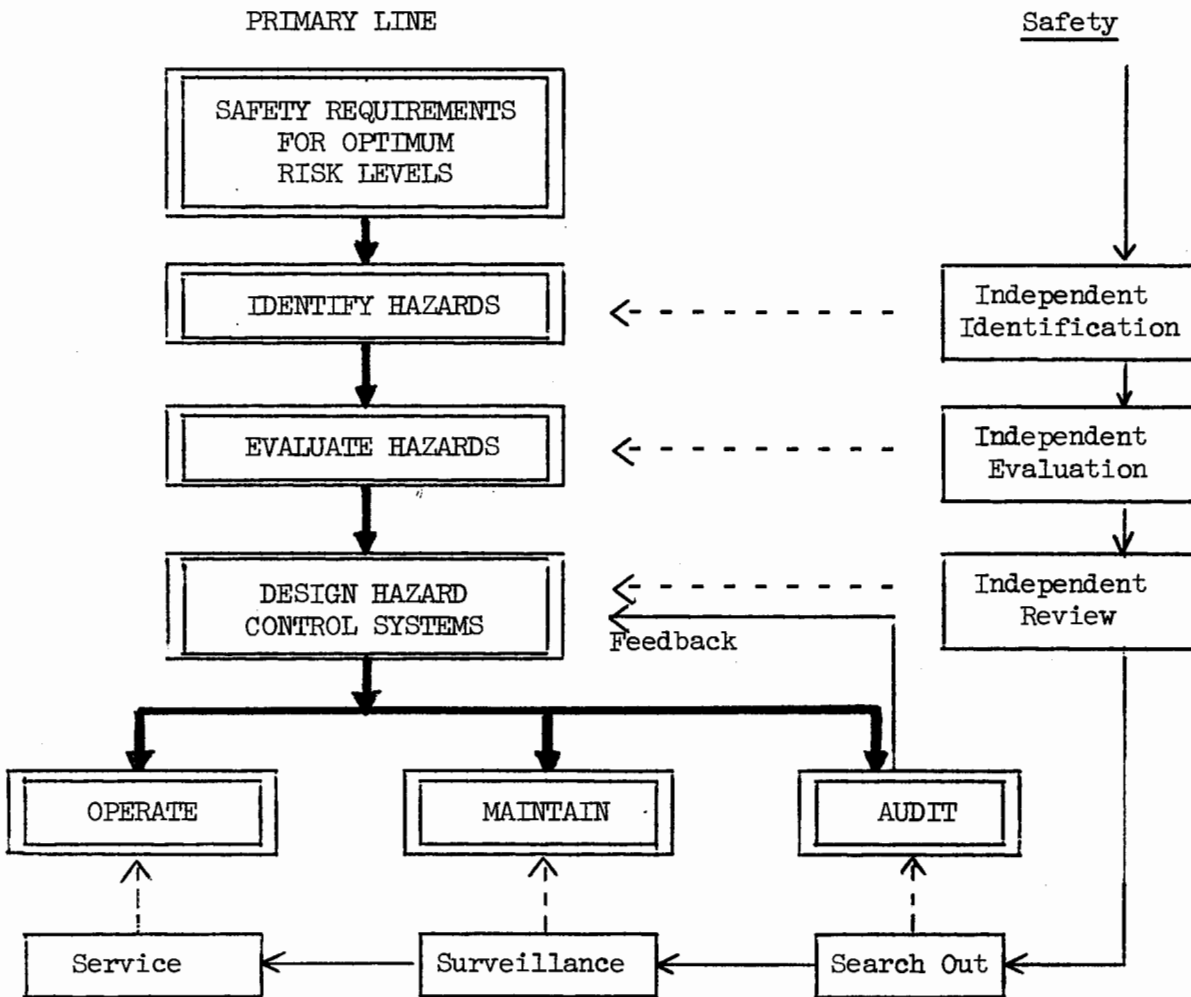 PRIMARY LINE
Safety
SAFETY REQUIREMENTS
FOR OPTIMUM
RISK LEVELS
IDENTIFY HAZARDS
Independent
Identification
EVALUATE HAZARDS
Independent
Evaluation
DESIGN HAZARD
CONTROL SYSTEMS
Independent
Review
Feedback
OPERATE
MAINTAIN
AUDIT
Service
Surveillance
Search Out